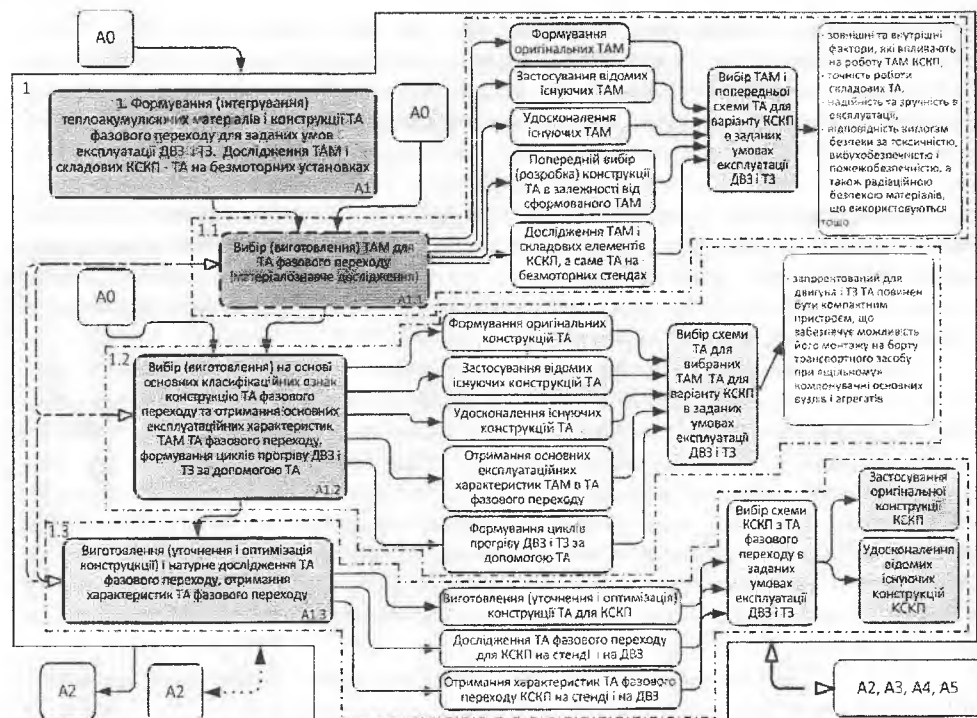 A0
1
1. Формування (інтегрування)
теплоакумулюючих матеріалів і конструкції ТА
фазового переходу для заданих умов
експлуатації ДВЗ і ТЗ. Дослідження ТАМ і
складових КСКП - ТА на безмоторних установках
A1
A0
1.1
Вибір (виготовлення) ТАМ для
ТА фазового переходу
(матеріалознавче дослідження)
A1.1
Формування
оригінальних ТАМ
Застосування відомих
існуючих ТАМ
Удосконалення
існуючих ТАМ
Попередній вибір
(розробка) конструкції
ТА в залежності від
сформованого ТАМ
Дослідження ТАМ і
складових елементів
КСКП, а саме ТА на
безмоторних стендах
Вибір ТАМ і
попередньої
схеми ТА для
варіанту КСКП
в заданих
умовах
експлуатації
ДВЗ і ТЗ
- зовнішні та внутрішні
фактори, які впливають
на роботу ТАМ КСКП,
- точність роботи
складових ТА,
надійність та зручність в
експлуатації,
- відповідність вимогам
безпеки за токсичністю,
вибухобезпечністю і
пожежобезпечністю, а
також радіаційною
безпекою матеріалів,
що використовуються
тощо
A0
1.2
Вибір (виготовлення) на основі
основних класифікаційних ознак
конструкцію ТА фазового
переходу та отримання основних
експлуатаційних характеристик
ТАМ ТА фазового переходу,
формування циклів прогріву ДВЗ і
ТЗ за допомогою ТА
A1.2
Формування оригінальних
конструкцій ТА
Застосування відомих
існуючих конструкцій ТА
Удосконалення існуючих
конструкцій ТА
Отримання основних
експлуатаційних
характеристик ТАМ в ТА
фазового переходу
Формування циклів
прогріву ДВЗ і ТЗ за
допомогою ТА
Вибір схеми
ТА для
вибраних
ТАМ ТА для
варіанту КСКП
в заданих
умовах
експлуатації
ДВЗ і ТЗ
- запроектований для
двигуна і ТЗ ТА повинен
бути компактним
пристроєм, що
забезпечує можливість
його монтажу на борту
транспортного засобу
при «щільному»
компонуванні основних
вузлів і агрегатів
1.3
Виготовлення (уточнення і оптимізація
конструкції) і натурне дослідження ТА
фазового переходу, отримання
характеристик ТА фазового переходу
A1.3
Виготовлення (уточнення і оптимізація)
конструкції ТА для КСКП
Дослідження ТА фазового переходу
для КСКП на стенді і на ДВЗ
Отримання характеристик ТА фазового
переходу КСКП на стенді і на ДВЗ
Вибір схеми
КСКП з ТА
фазового
переходу в
заданих
умовах
експлуатації
ДВЗ і ТЗ
Застосування
оригінальної
конструкції
КСКП
Удосконалення
відомих
існуючих
конструкцій
КСКП
A2
A2
A2, A3, A4, A5